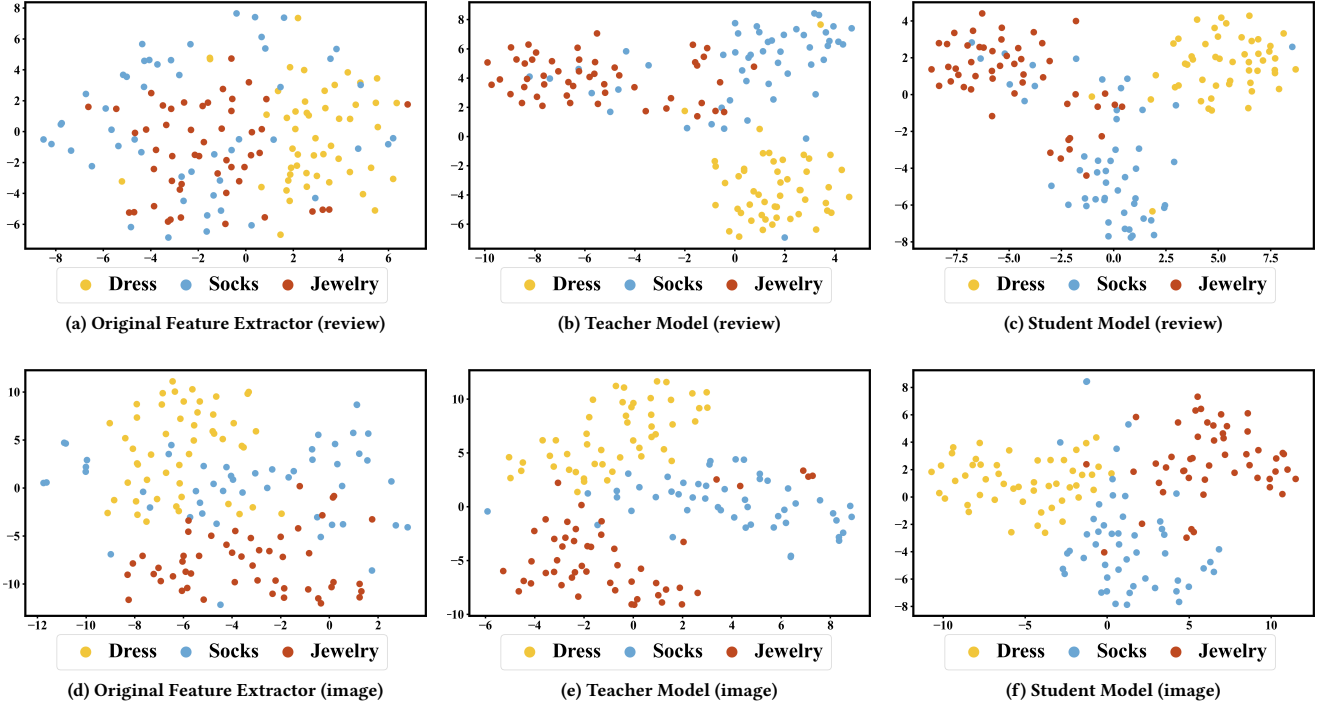 8
6
4
2
0
−2
−4
−6
−8 −6 −4 −2 0 2 4 6
Dress Socks Jewelry
(a) Original Feature Extractor (review)
8
6
4
2
0
−2
−4
−6
−10 −8 −6 −4 −2 0 2 4
Dress Socks Jewelry
(b) Teacher Model (review)
4
2
0
−2
−4
−6
−8
−7.5 −5.0 −2.5 0.0 2.5 5.0 7.5
Dress Socks Jewelry
(c) Student Model (review)
10
5
0
−5
−10
−12 −10 −8 −6 −4 −2 0 2
Dress Socks Jewelry
(d) Original Feature Extractor (image)
10
5
0
−5
−10
−6 −4 −2 0 2 4 6 8
Dress Socks Jewelry
(e) Teacher Model (image)
8
6
4
2
0
−2
−4
−6
−8
−10 −5 0 5 10
Dress Socks Jewelry
(f) Student Model (image)